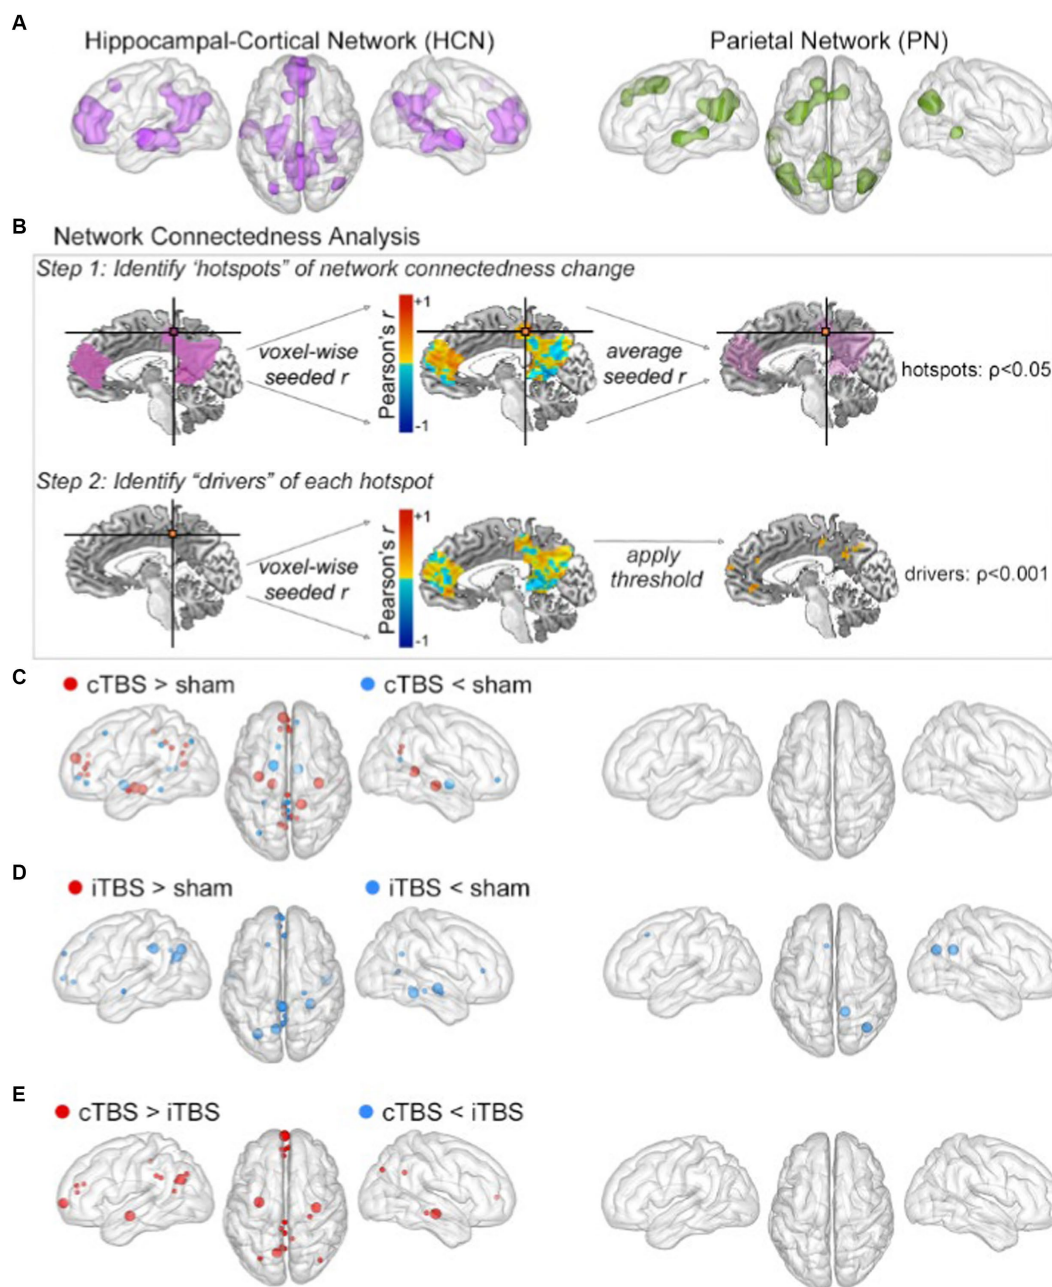 A
Hippocampal-Cortical Network (HCN)
Parietal Network (PN)
B
Network Connectedness Analysis
Step 1: Identify 'hotspots" of network connectedness change
voxel-wise
seeded r
Pearson's r
+1
-1
average
seeded r
hotspots: ρ<0.05
Step 2: Identify "drivers" of each hotspot
voxel-wise
seeded r
Pearson's r
+1
-1
apply
threshold
drivers: ρ<0.001
C
cTBS > sham
cTBS < sham
D
iTBS > sham
iTBS < sham
E
cTBS > iTBS
cTBS < iTBS